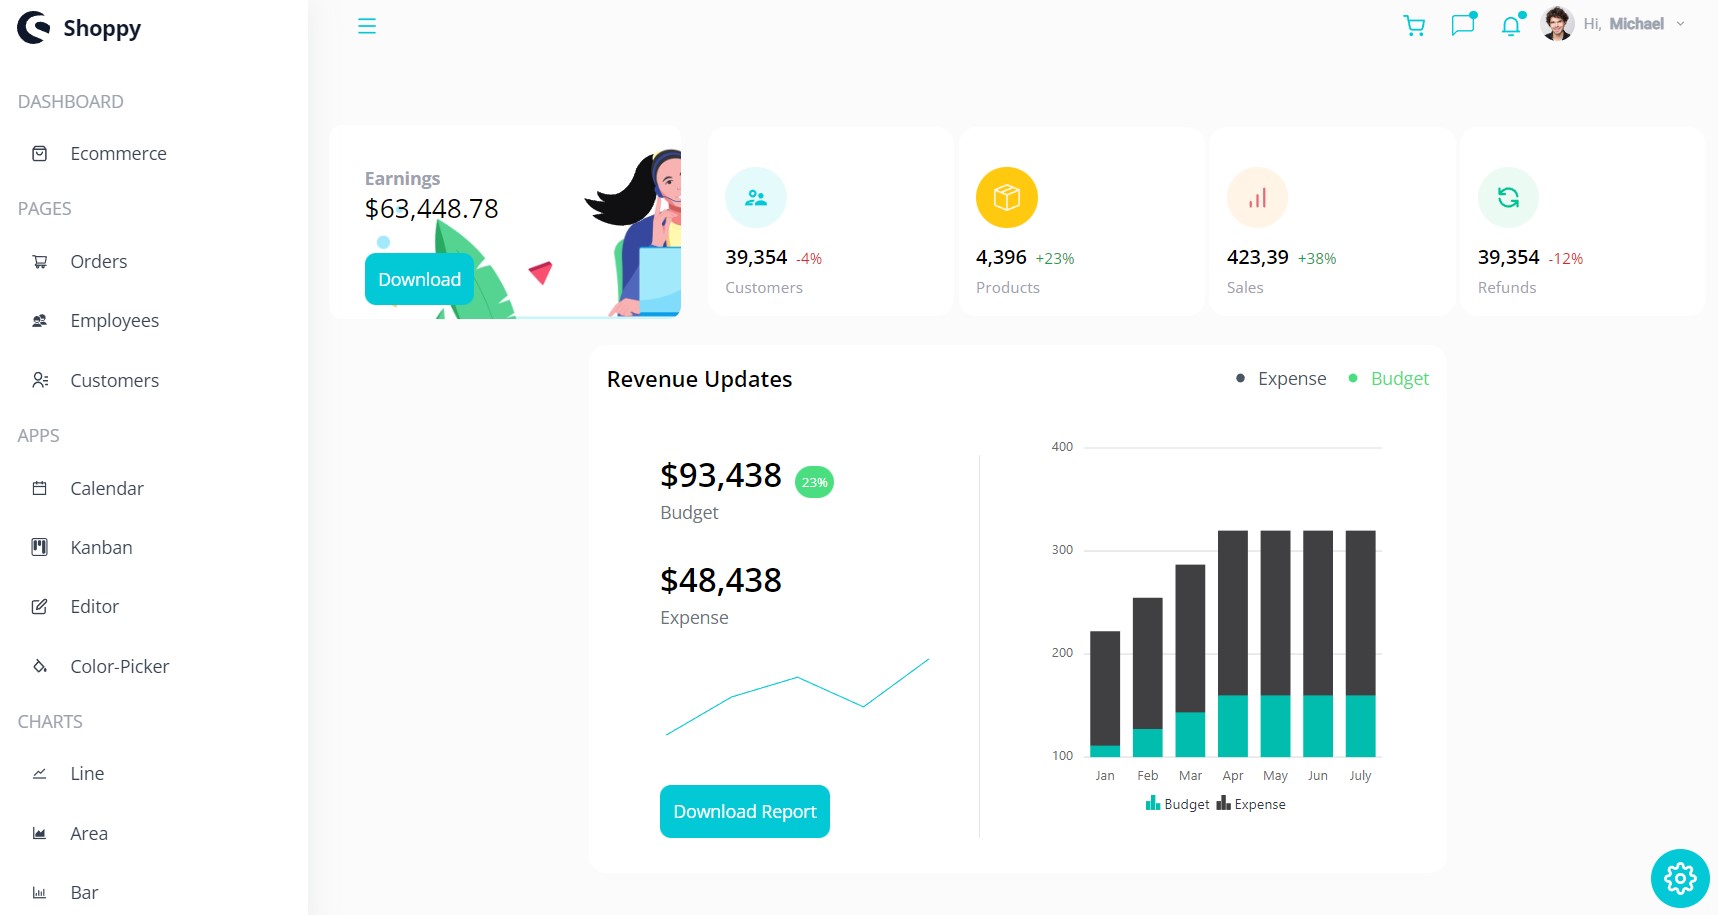 Shoppy
Hi, Michael
DASHBOARD
Ecommerce
PAGES
Orders
Employees
Customers
APPS
Calendar
Kanban
Editor
Color-Picker
CHARTS
Line
Area
Bar
Earnings
$63,448.78
Download
39,354 -4%
Customers
4,396 +23%
Products
423,39 +38%
Sales
39,354 -12%
Refunds
Revenue Updates
Expense Budget
$93,438 23%
Budget
$48,438
Expense
Download Report
400
300
200
100
Jan Feb Mar Apr May Jun July
Budget Expense